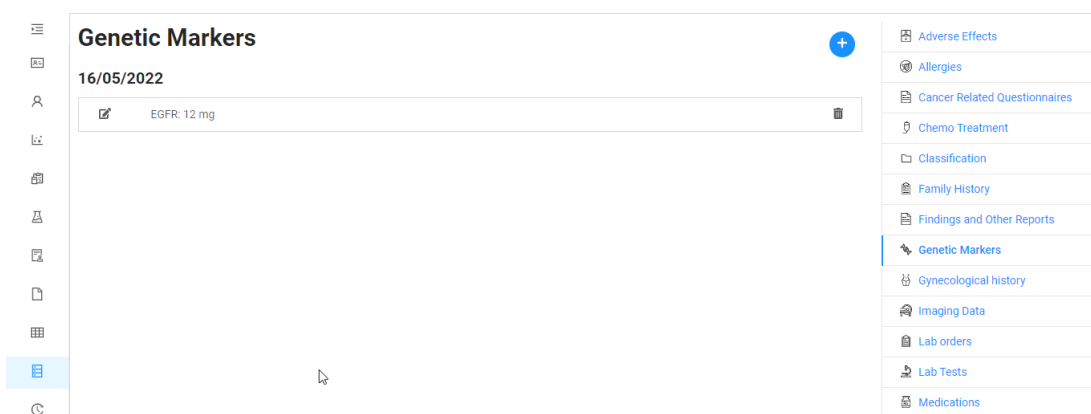 Genetic Markers
16/05/2022
EGFR: 12 mg
Adverse Effects
Allergies
Cancer Related Questionnaires
Chemo Treatment
Classification
Family History
Findings and Other Reports
Genetic Markers
Gynecological history
Imaging Data
Lab orders
Lab Tests
Medications